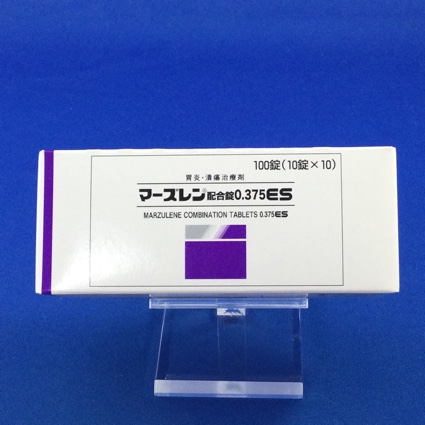 100錠(10錠×10)
胃炎・潰瘍治療剤
マーズレン配合錠0.375ES
MARZULENE COMBINATION TABLETS 0.375ES